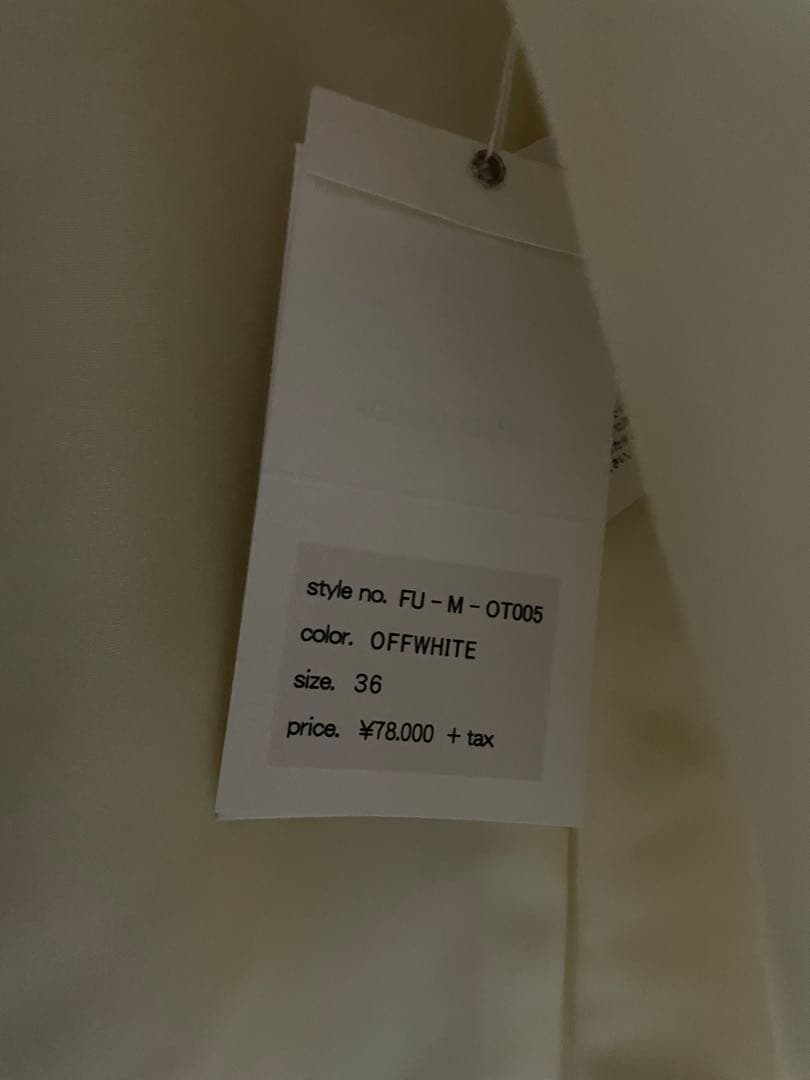 style no. FU-M-OT005
color. OFFWHITE
size. 36
price. ¥78.000 + tax